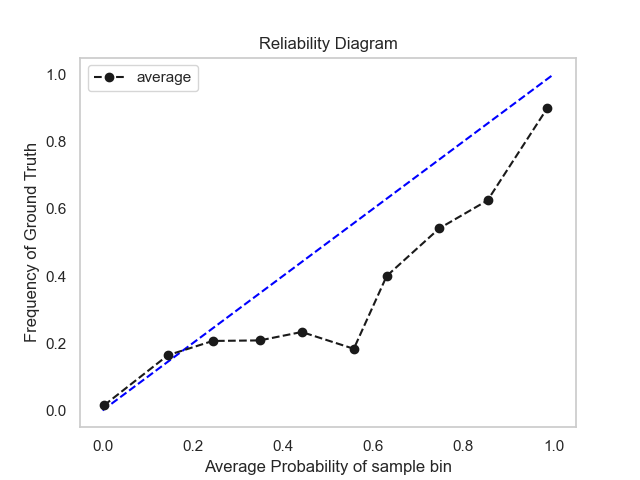 Reliability Diagram
average
Frequency of Ground Truth
1.0
0.8
0.6
0.4
0.2
0.0
0.0 0.2 0.4 0.6 0.8 1.0
Average Probability of sample bin